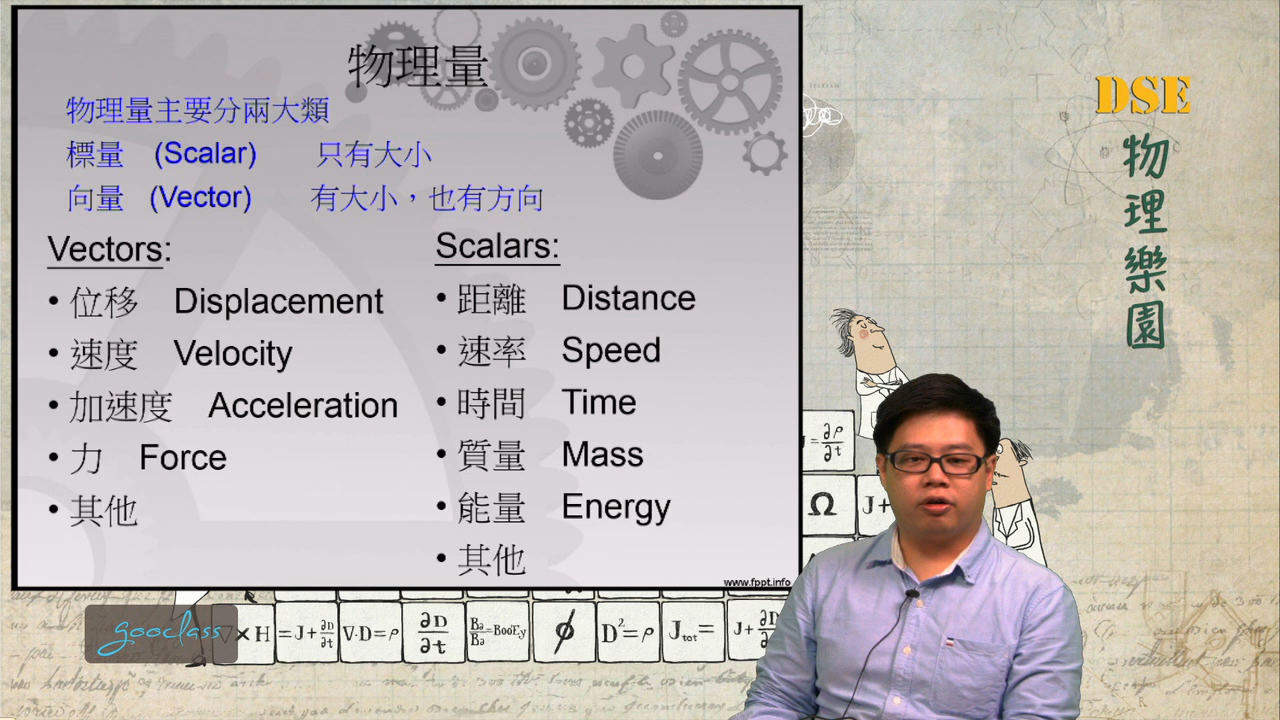 物理量
物理量主要分兩大類
標量 (Scalar) 只有大小
向量 (Vector) 有大小，也有方向
Vectors:
• 位移 Displacement
• 速度 Velocity
• 加速度 Acceleration
• 力 Force
• 其他
Scalars:
• 距離 Distance
• 速率 Speed
• 時間 Time
• 質量 Mass
• 能量 Energy
• 其他
www.fppt.info
DSE
物理樂園
gooclass
∇×H =J+∂D/∂t ∇·D=ρ ∂D/∂t ϕ D²=ρ Jtot=
=∂ρ/∂t
Ω J+